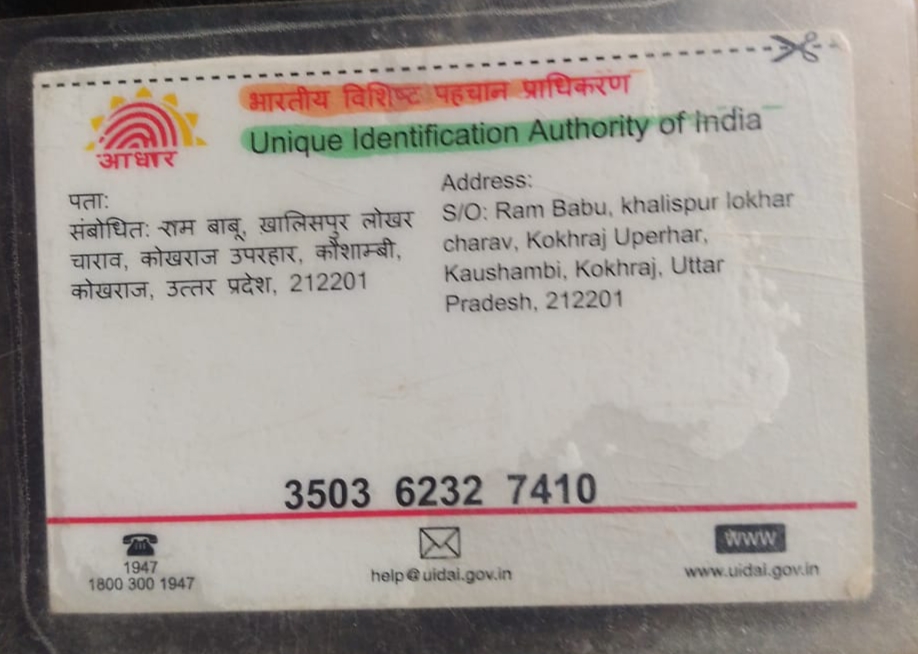 भारतीय विशिष्ट पहचान प्राधिकरण
Unique Identification Authority of India
आधार
पता:
संबोधित: राम बाबू, ख़ालिसपुर लोखर
चाराव, कोखराज उपरहार, कौशाम्बी,
कोखराज, उत्तर प्रदेश, 212201
Address:
S/O: Ram Babu, khalispur lokhar
charav, Kokhraj Uperhar,
Kaushambi, Kokhraj, Uttar
Pradesh, 212201
3503 6232 7410
1947
1800 300 1947
help@uidai.gov.in
www
www.uidai.gov.in